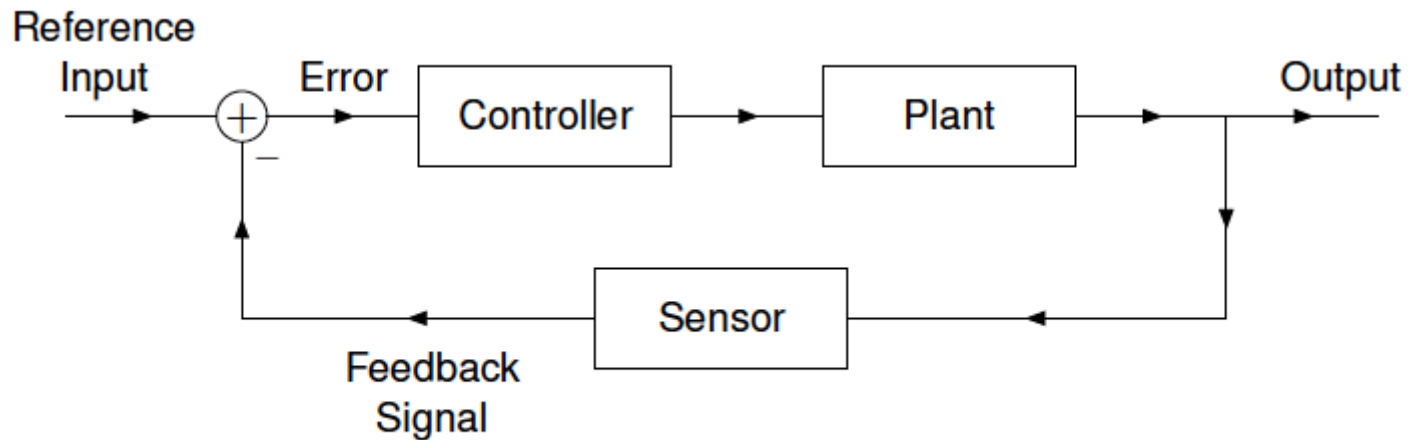 Reference
Input
Error
Controller
Plant
Output
+
−
Sensor
Feedback
Signal